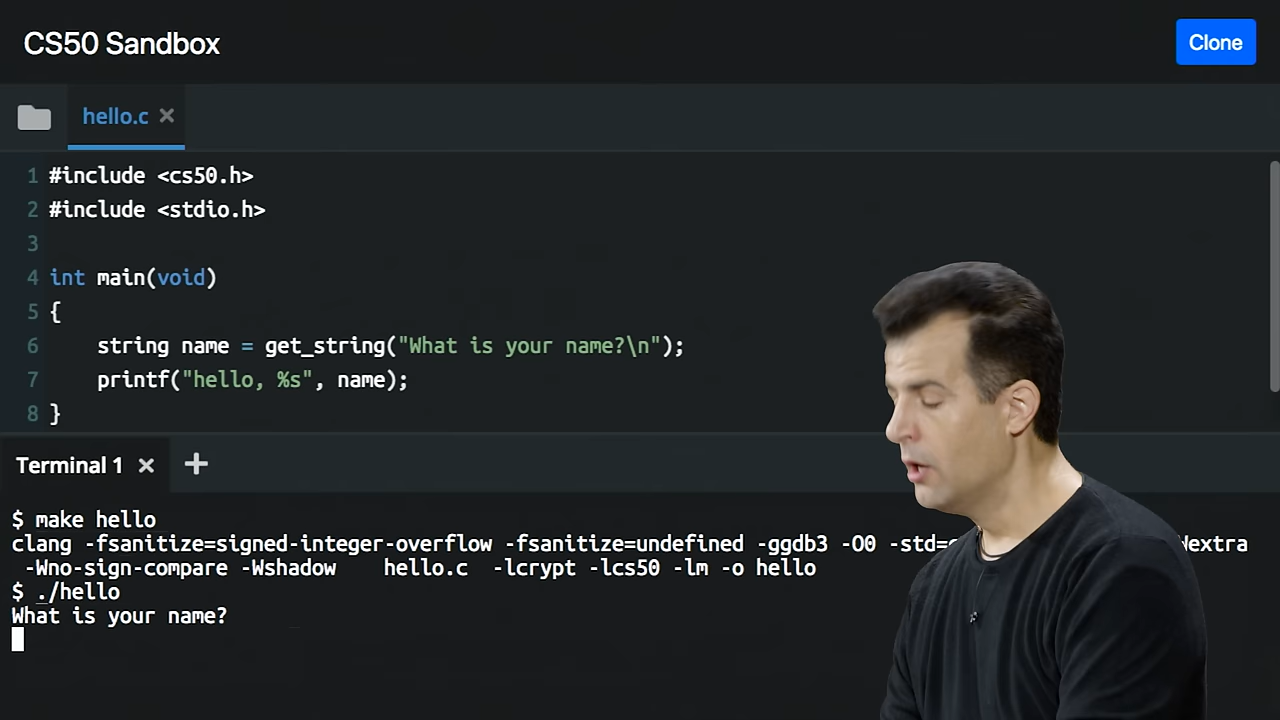 CS50 Sandbox
Clone
hello.c
1 #include <cs50.h>
2 #include <stdio.h>
3
4 int main(void)
5 {
6     string name = get_string("What is your name?\n");
7     printf("hello, %s", name);
8 }
Terminal 1
$ make hello
clang -fsanitize=signed-integer-overflow -fsanitize=undefined -ggdb3 -O0
-Wno-sign-compare -Wshadow    hello.c  -lcrypt -lcs50 -lm -o hello
$ ./hello
What is your name?